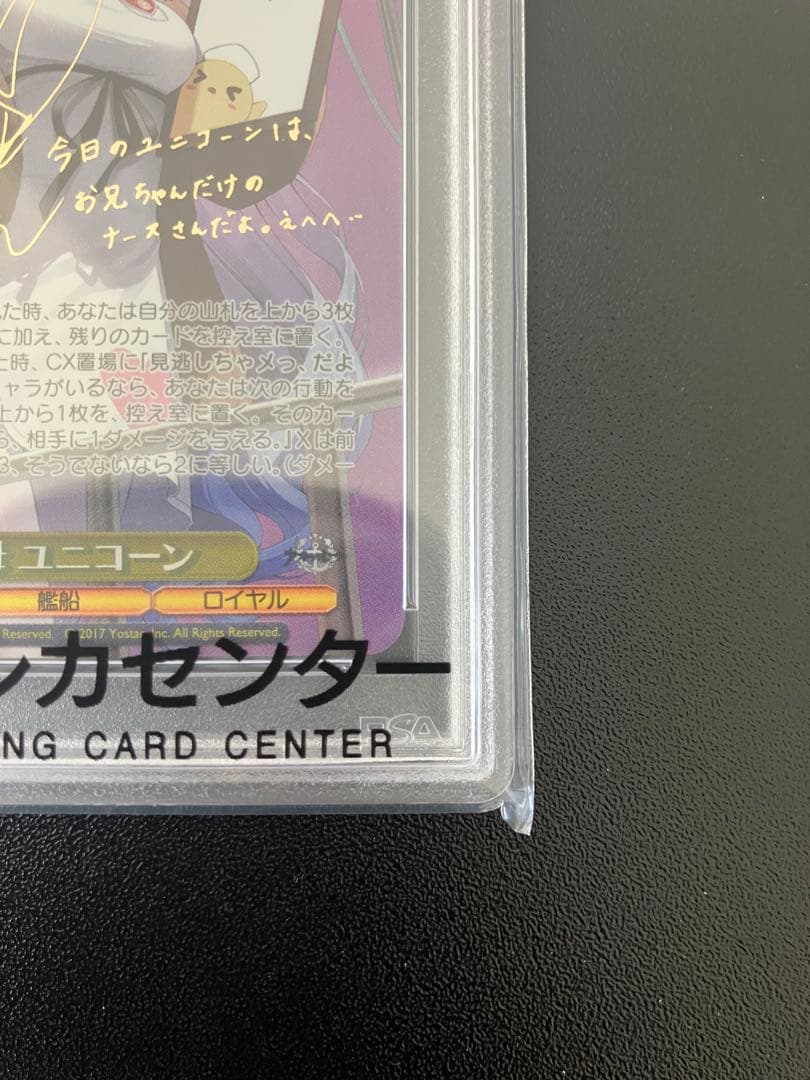 今日のユニコーンは、
お兄ちゃんだけの
ナースさんだよ。えへへ…
た時、あなたは自分の山札を上から3枚
に加え、残りのカードを控え室に置く。
た時、CX置場に「見逃しちゃメっ、だよ
ャラがいるなら、あなたは次の行動を
上から1枚を、控え室に置く。そのカー
ら、相手に1ダメージを与える。」Xは前
3、そうでないなら2に等しい。(ダメー
母 ユニコーン
艦船 ロイヤル
Reserved. © 2017 Yostar, Inc. All Rights Reserved.
ンカセンター
PSA
NG CARD CENTER